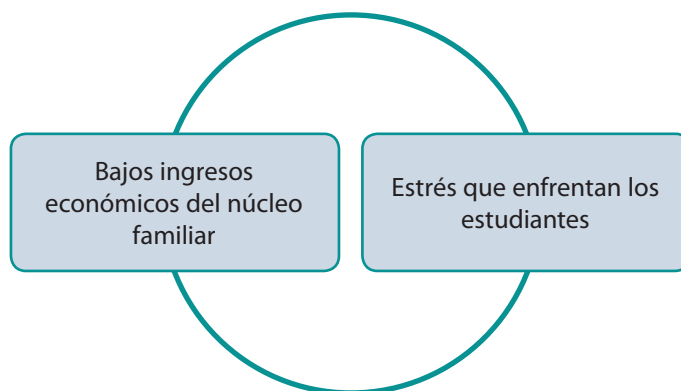 Bajos ingresos
económicos del núcleo
familiar
Estrés que enfrentan los
estudiantes